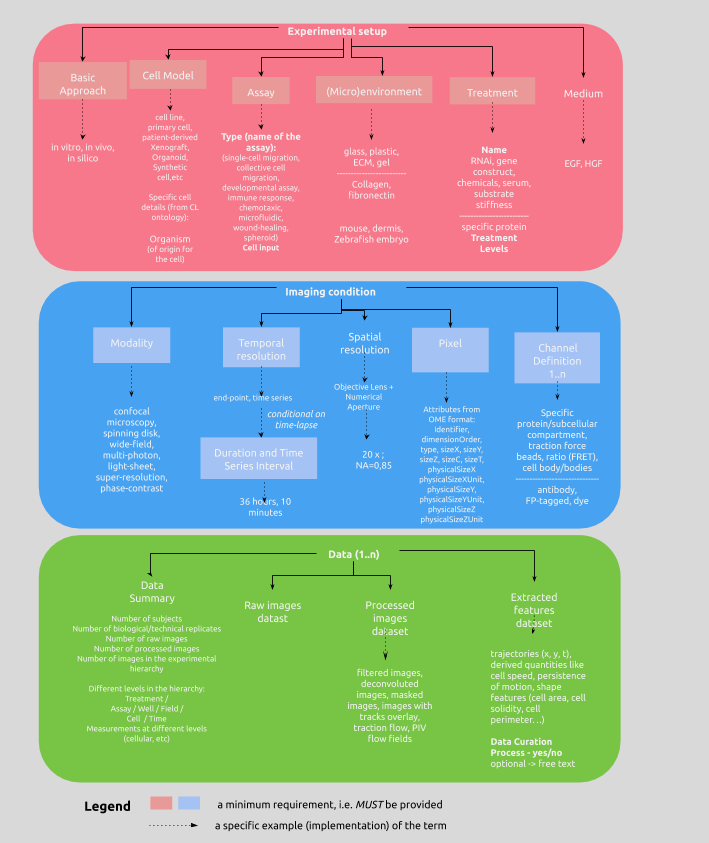 Experimental setup
Basic
Approach
in vitro, in vivo,
in silico
Cell Model
cell line,
primary cell,
patient-derived
Xenograft,
Organoid,
Synthetic
cell,etc
Specific cell
details (from CL
ontology):
Organism
(of origin for
the cell)
Assay
Type (name of the
assay):
(single-cell migration,
collective cell
migration,
developmental assay,
immune response,
chemotaxic,
microfluidic,
wound-healing,
spheroid)
Cell input
(Micro)environment
glass, plastic,
ECM, gel
Collagen,
fibronectin
mouse, dermis,
Zebrafish embryo
Treatment
Name
RNAi, gene
construct,
chemicals, serum,
substrate
stiffness
specific protein
Treatment
Levels
Medium
EGF, HGF
Imaging condition
Modality
confocal
microscopy,
spinning disk,
wide-field,
multi-photon,
light-sheet,
super-resolution,
phase-contrast
Temporal
resolution
end-point, time series
conditional on
time-lapse
Duration and Time
Series Interval
36 hours, 10
minutes
Spatial
resolution
Objective Lens +
Numerical
Aperture
20 x ;
NA=0,85
Pixel
Attributes from
OME format:
Identifier,
dimensionOrder,
type, sizeX, sizeY,
sizeZ, sizeC, sizeT,
physicalSizeX
physicalSizeXUnit,
physicalSizeY,
physicalSizeYUnit,
physicalSizeZ
physicalSizeZUnit
Channel
Definition
1..n
Specific
protein/subcellular
compartment,
traction force
beads, ratio (FRET),
cell body/bodies
antibody,
FP-tagged, dye
Data (1..n)
Data
Summary
Number of subjects
Number of biological/technical replicates
Number of raw images
Number of processed images
Number of images in the experimental
hierarchy
Different levels in the hierarchy:
Treatment /
Assay / Well / Field /
Cell / Time
Measurements at different levels
(cellular, etc)
Raw images
datast
Processed
images
dataset
filtered images,
deconvoluted
images, masked
images, images with
tracks overlay,
traction flow, PIV
flow fields
Extracted
features
dataset
trajectories (x, y, t),
derived quantities like
cell speed, persistence
of motion, shape
features (cell area, cell
solidity, cell
perimeter...)
Data Curation
Process - yes/no
optional -> free text
Legend
a minimum requirement, i.e. MUST be provided
a specific example (implementation) of the term